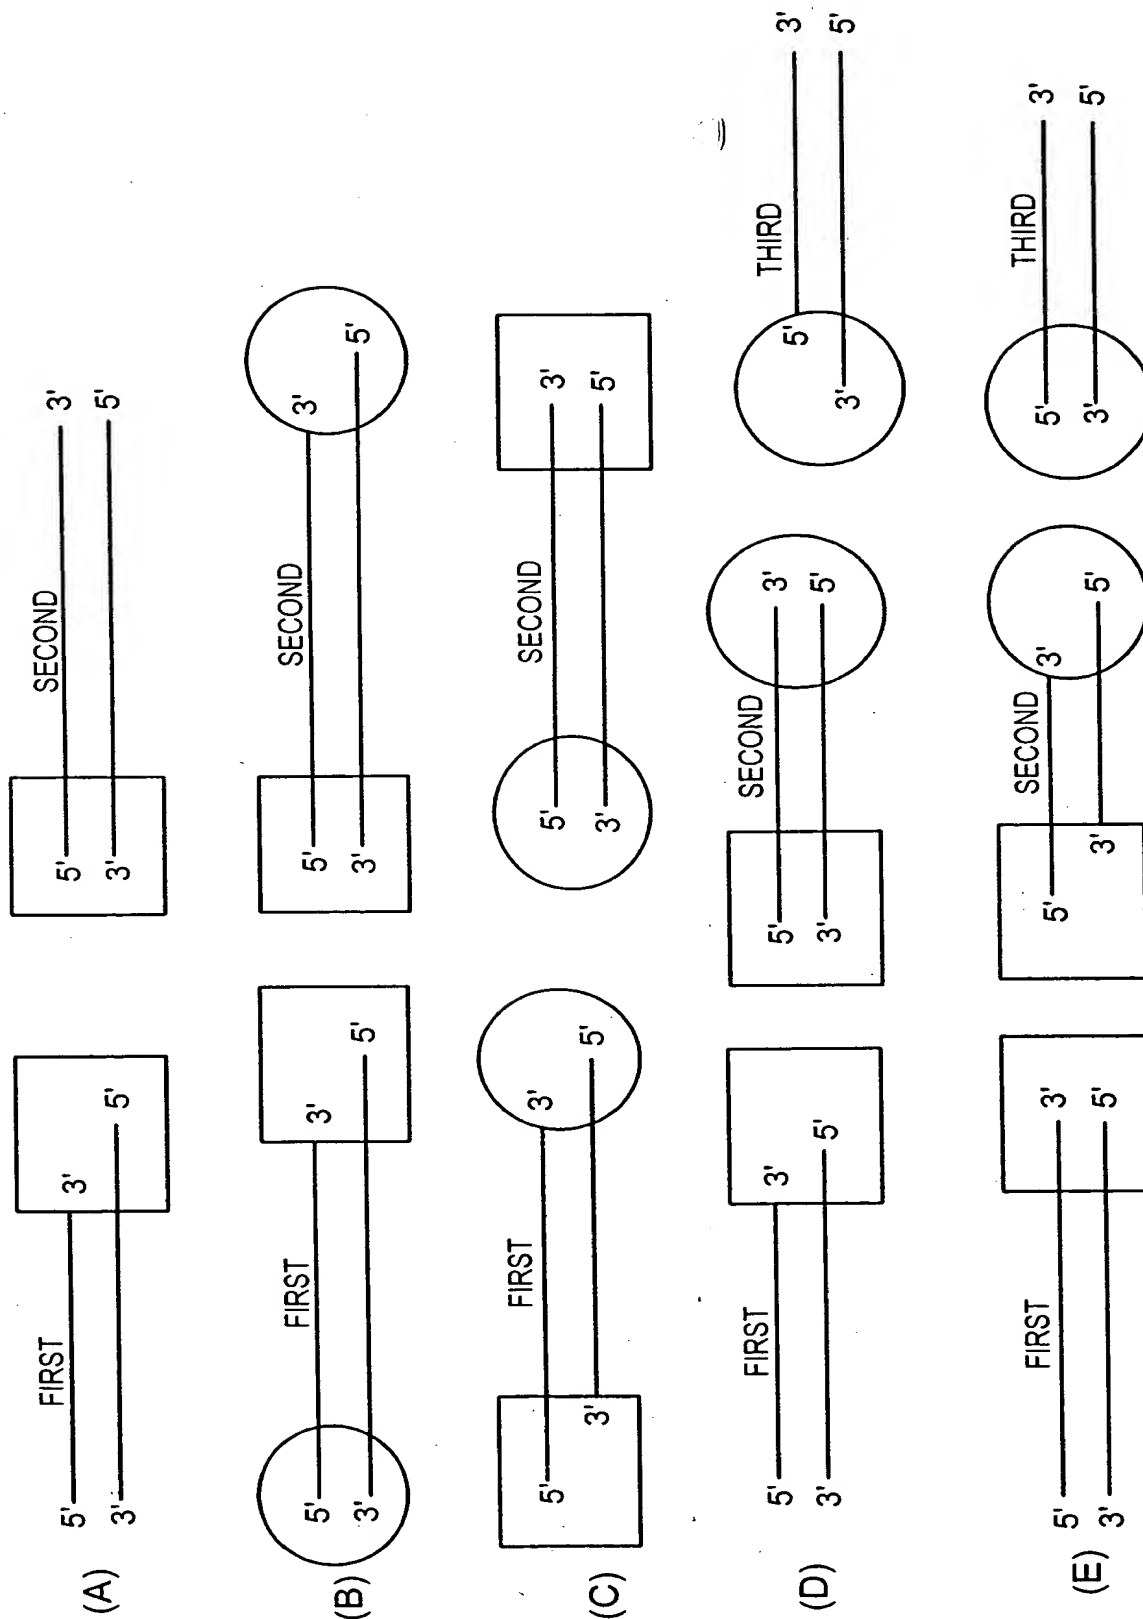 (A)
FIRST SECOND
5' 3' 5' 3'
3' 5' 3' 5'
(B)
FIRST SECOND
5' 3' 5' 3'
3' 5' 3' 5'
(C)
FIRST SECOND
5' 3' 5' 3'
3' 5' 3' 5'
(D)
FIRST SECOND THIRD
5' 3' 5' 3' 5' 3'
3' 5' 3' 5' 3' 5'
(E)
FIRST SECOND THIRD
5' 3' 5' 3' 5' 3'
3' 5' 3' 5' 3' 5'